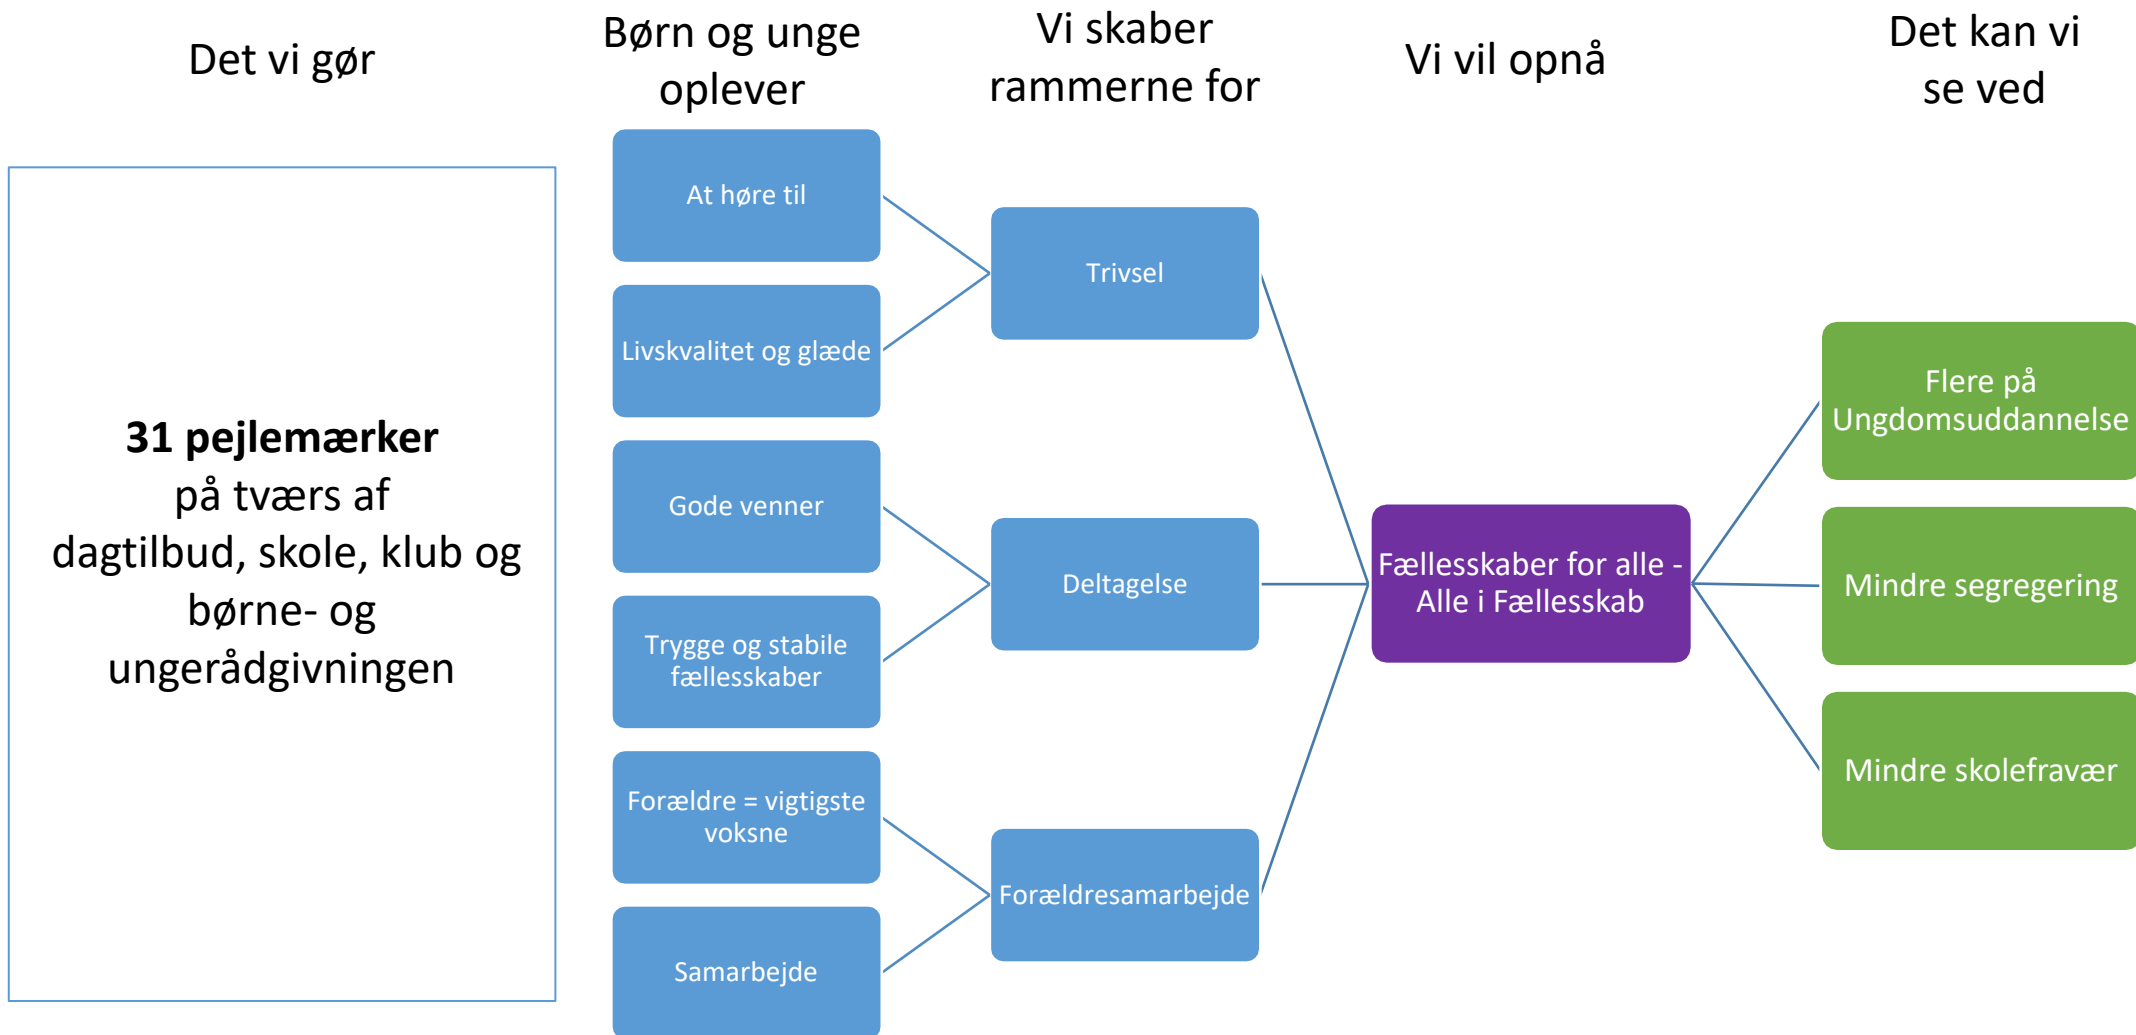 Det vi gør
Børn og unge
oplever
Vi skaber
rammerne for
Vi vil opnå
Det kan vi
se ved
31 pejlemærker
på tværs af
dagtilbud, skole, klub og
børne- og
ungerådgivningen
At høre til
Livskvalitet og glæde
Gode venner
Trygge og stabile
fællesskaber
Forældre = vigtigste
voksne
Samarbejde
Trivsel
Deltagelse
Forældresamarbejde
Fællesskaber for alle -
Alle i Fællesskab
Flere på
Ungdomsuddannelse
Mindre segregering
Mindre skolefravær